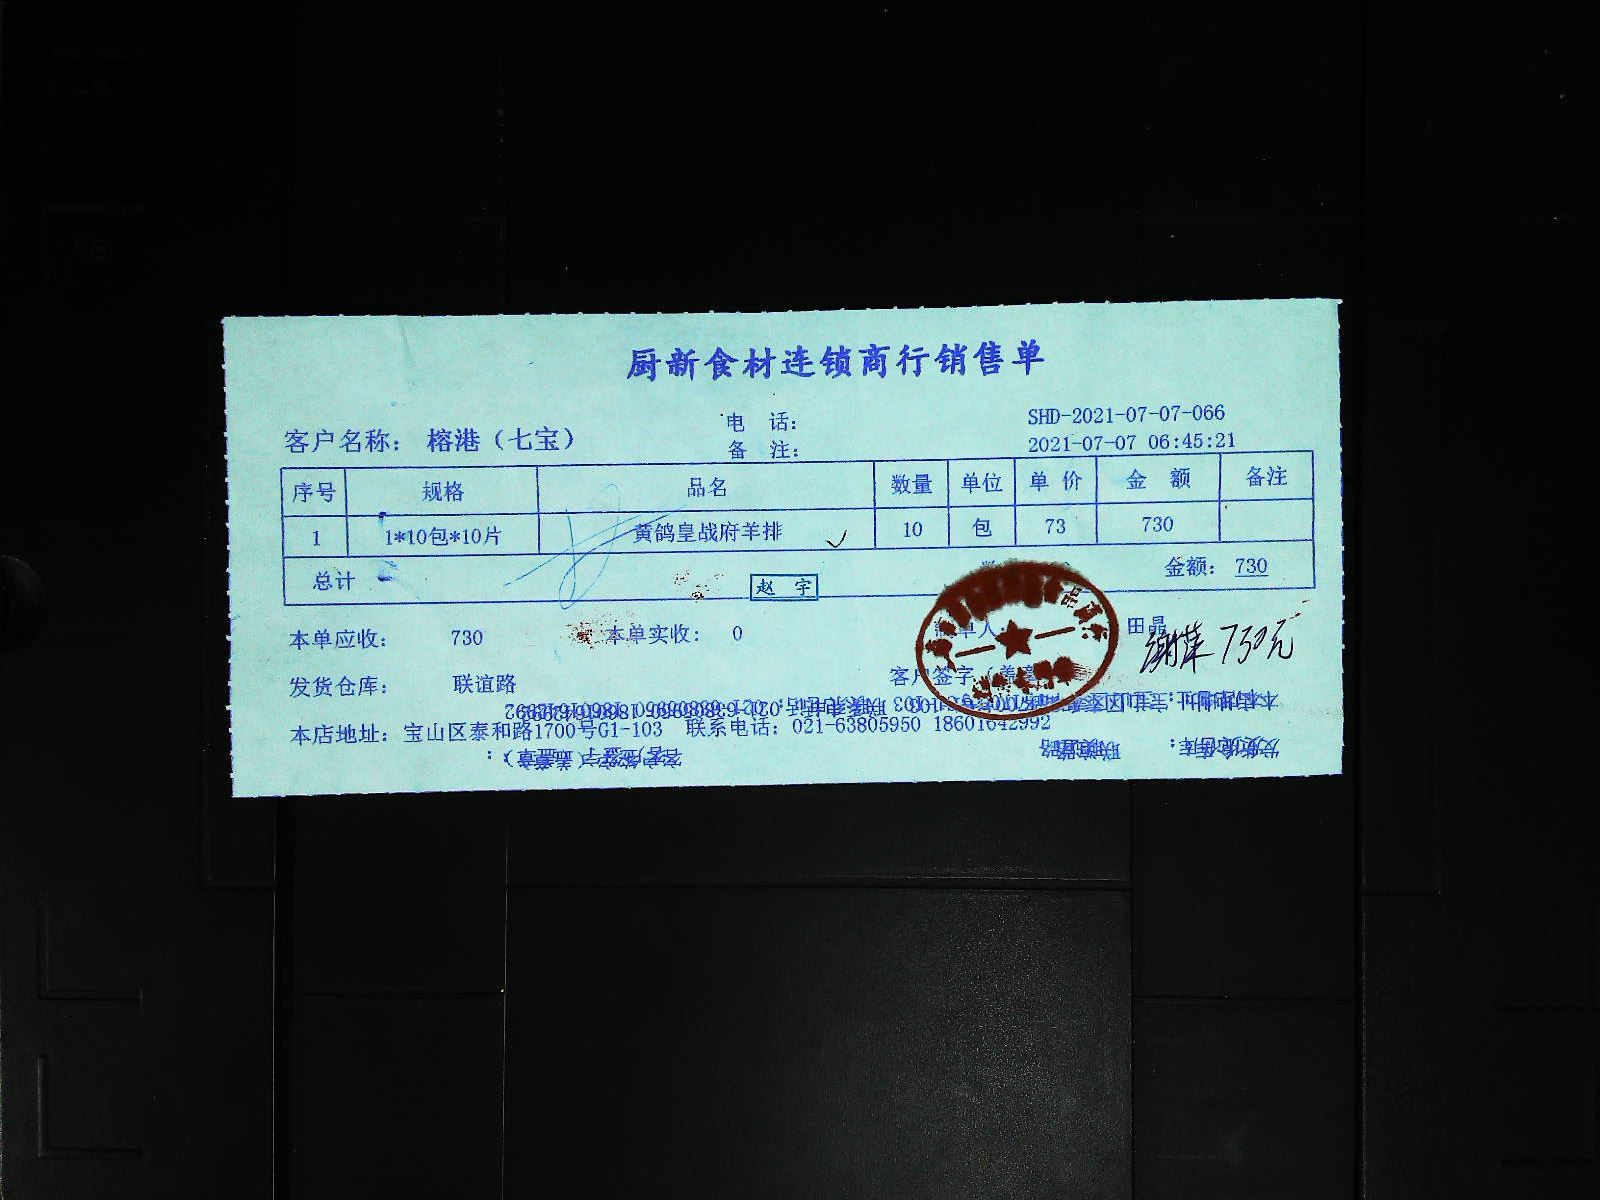 厨新食材连锁商行销售单
客户名称： 榕港（七宝） 电 话： SHD-2021-07-07-066
备 注： 2021-07-07 06:45:21
序号 规格 品名 数量 单位 单价 金额 备注
1 1*10包*10片 黄鸽皇战府羊排 10 包 73 730
总计 金额： 730
赵 宇
本单应收： 730 本单实收： 0 单人： 田晶
730元
发货仓库： 联谊路 客户签字（盖章
本店地址：宝山区泰和路1700号G1-103 联系电话：021-63805950 18601642992